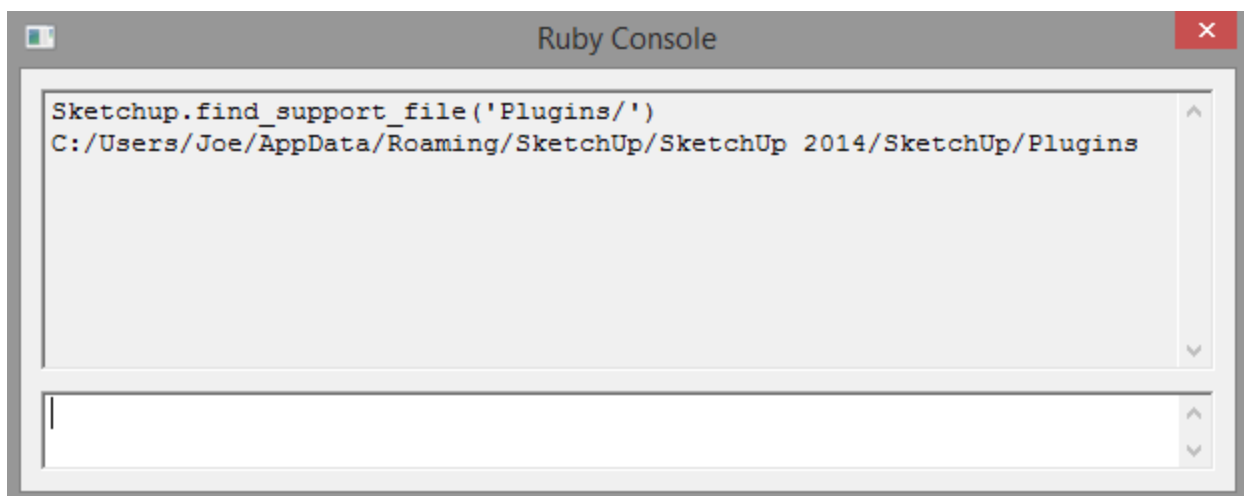 Ruby Console
Sketchup.find_support_file('Plugins/')
C:/Users/Joe/AppData/Roaming/SketchUp/SketchUp 2014/SketchUp/Plugins